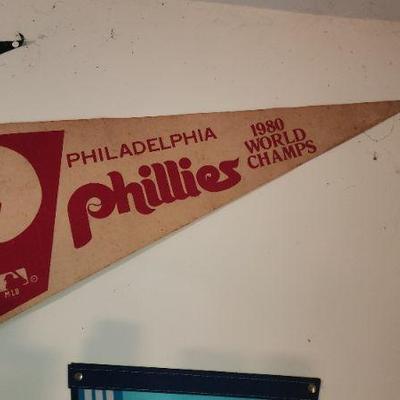 PHILADELPHIA
phillies
1980
WORLD
CHAMPS
MLB ©